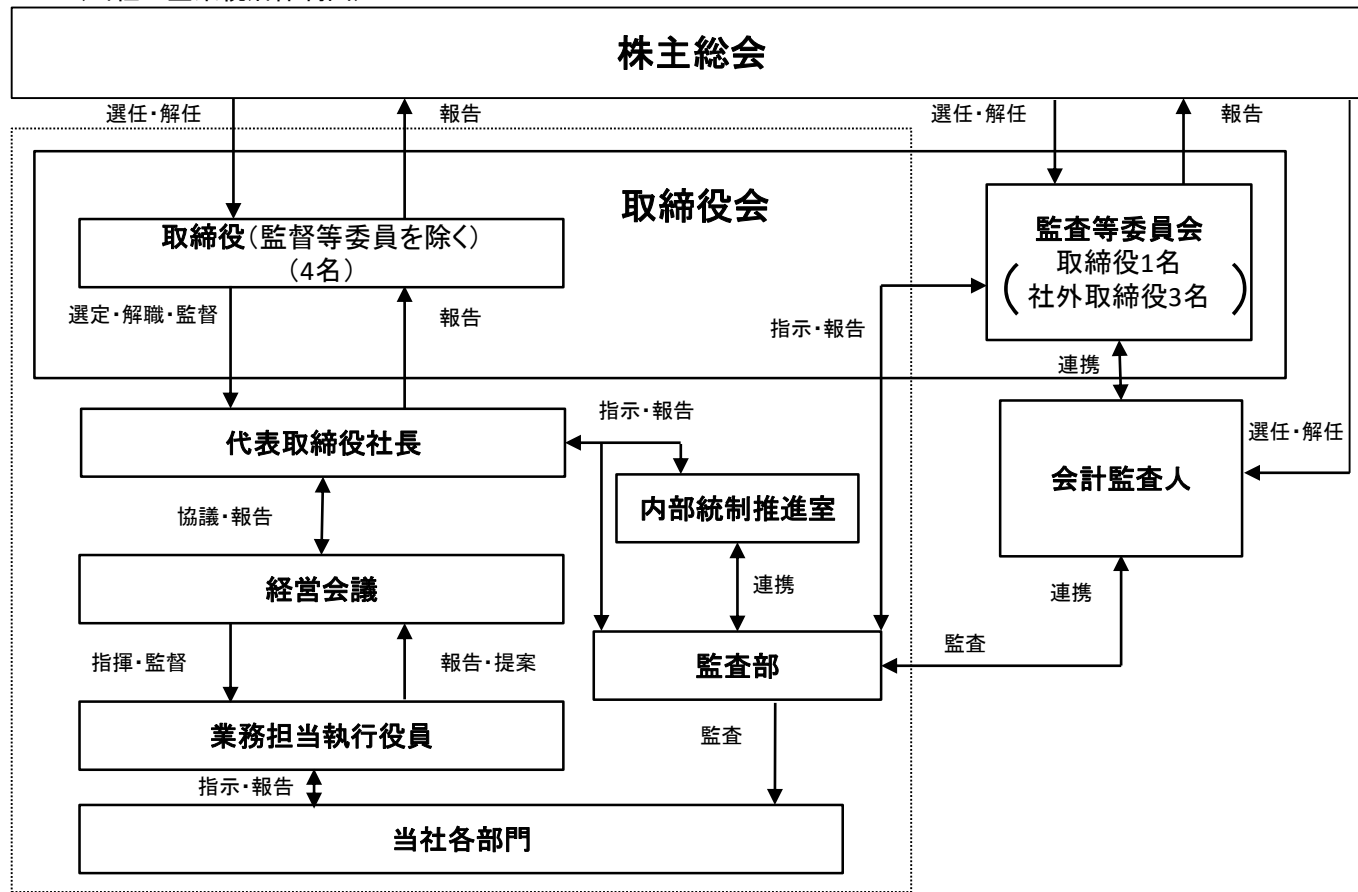 株主総会
選任・解任
報告
選任・解任
報告
取締役会
取締役(監督等委員を除く)
(4名)
監査等委員会
取締役1名
社外取締役3名
選定・解職・監督
報告
指示・報告
連携
代表取締役社長
指示・報告
選任・解任
会計監査人
内部統制推進室
協議・報告
経営会議
連携
連携
指揮・監督
報告・提案
監査部
監査
業務担当執行役員
監査
指示・報告
当社各部門